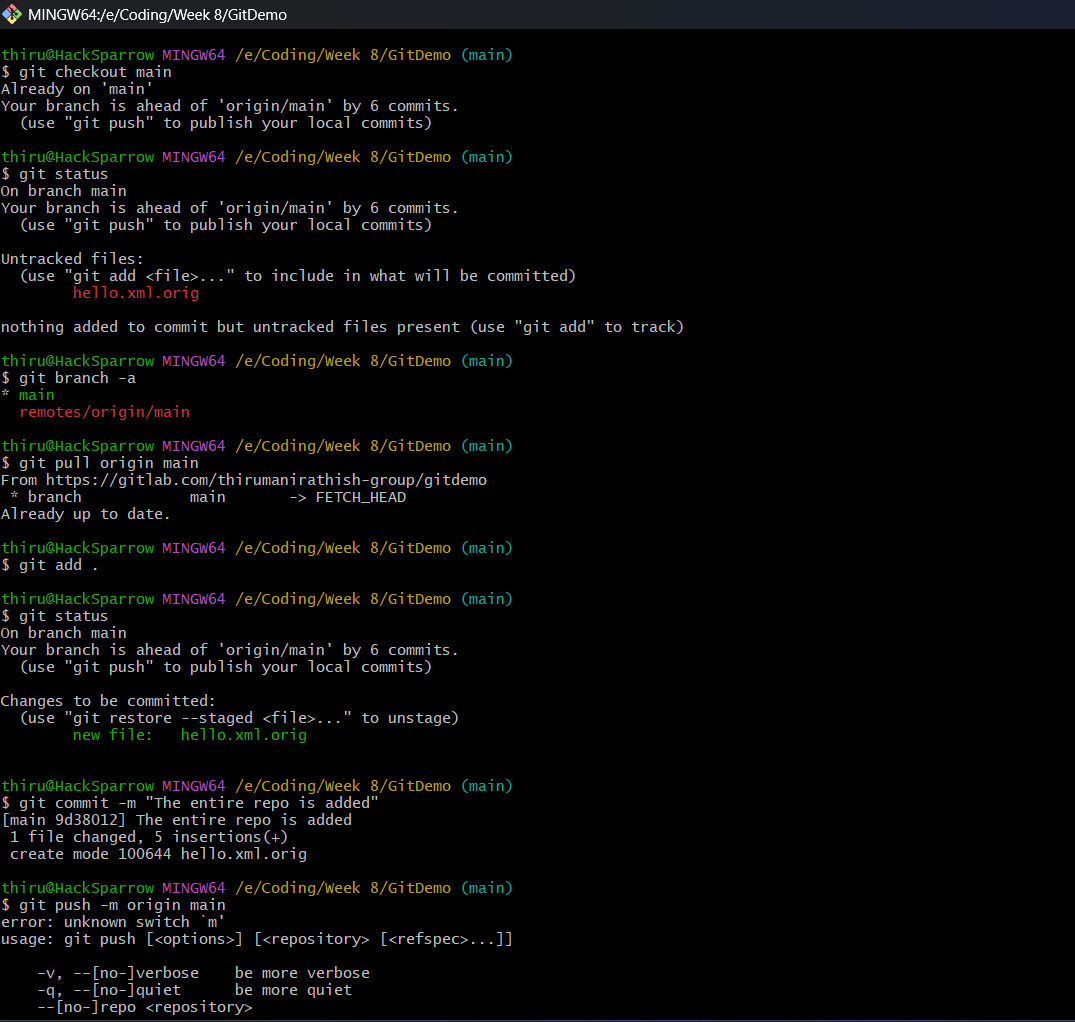 MINGW64:/e/Coding/Week 8/GitDemo
thiru@HackSparrow MINGW64 /e/Coding/Week 8/GitDemo (main)
$ git checkout main
Already on 'main'
Your branch is ahead of 'origin/main' by 6 commits.
  (use "git push" to publish your local commits)
thiru@HackSparrow MINGW64 /e/Coding/Week 8/GitDemo (main)
$ git status
On branch main
Your branch is ahead of 'origin/main' by 6 commits.
  (use "git push" to publish your local commits)
Untracked files:
  (use "git add <file>..." to include in what will be committed)
        hello.xml.orig
nothing added to commit but untracked files present (use "git add" to track)
thiru@HackSparrow MINGW64 /e/Coding/Week 8/GitDemo (main)
$ git branch -a
* main
  remotes/origin/main
thiru@HackSparrow MINGW64 /e/Coding/Week 8/GitDemo (main)
$ git pull origin main
From https://gitlab.com/thirumanirathish-group/gitdemo
 * branch            main       -> FETCH_HEAD
Already up to date.
thiru@HackSparrow MINGW64 /e/Coding/Week 8/GitDemo (main)
$ git add .
thiru@HackSparrow MINGW64 /e/Coding/Week 8/GitDemo (main)
$ git status
On branch main
Your branch is ahead of 'origin/main' by 6 commits.
  (use "git push" to publish your local commits)
Changes to be committed:
  (use "git restore --staged <file>..." to unstage)
        new file:   hello.xml.orig
thiru@HackSparrow MINGW64 /e/Coding/Week 8/GitDemo (main)
$ git commit -m "The entire repo is added"
[main 9d38012] The entire repo is added
 1 file changed, 5 insertions(+)
 create mode 100644 hello.xml.orig
thiru@HackSparrow MINGW64 /e/Coding/Week 8/GitDemo (main)
$ git push -m origin main
error: unknown switch `m'
usage: git push [<options>] [<repository> [<refspec>...]]
    -v, --[no-]verbose    be more verbose
    -q, --[no-]quiet      be more quiet
    --[no-]repo <repository>